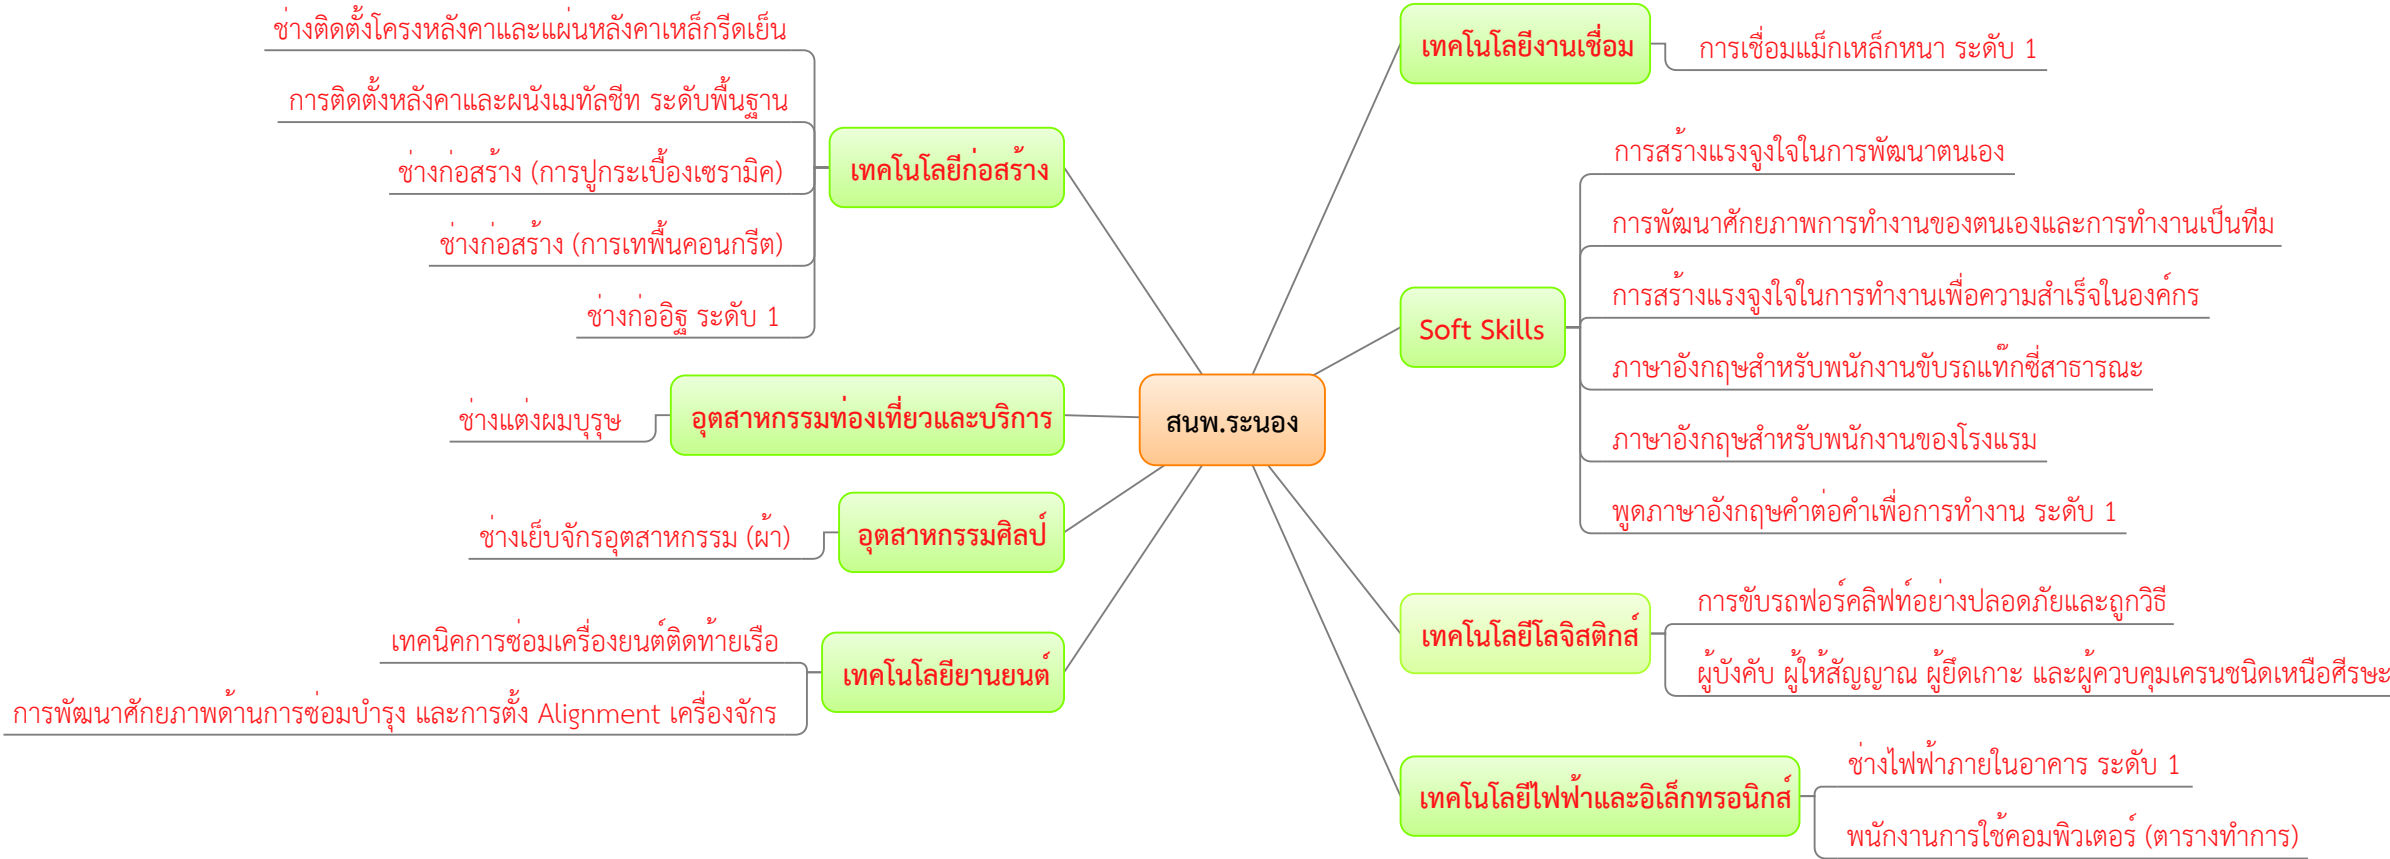 สนพ.ระนอง
เทคโนโลยีงานเชื่อม
การเชื่อมแม็กเหล็กหนา ระดับ 1
Soft Skills
การสร้างแรงจูงใจในการพัฒนาตนเอง
การพัฒนาศักยภาพการทำงานของตนเองและการทำงานเป็นทีม
การสร้างแรงจูงใจในการทำงานเพื่อความสำเร็จในองค์กร
ภาษาอังกฤษสำหรับพนักงานขับรถแท๊กซี่สาธารณะ
ภาษาอังกฤษสำหรับพนักงานของโรงแรม
พูดภาษาอังกฤษคำต่อคำเพื่อการทำงาน ระดับ 1
เทคโนโลยีโลจิสติกส์
การขับรถฟอร์คลิฟท์อย่างปลอดภัยและถูกวิธี
ผู้บังคับ ผู้ให้สัญญาณ ผู้ยึดเกาะ และผู้ควบคุมเครนชนิดเหนือศีรษะ
เทคโนโลยีไฟฟ้าและอิเล็กทรอนิกส์
ช่างไฟฟ้าภายในอาคาร ระดับ 1
พนักงานการใช้คอมพิวเตอร์ (ตารางทำการ)
เทคโนโลยีก่อสร้าง
ช่างติดตั้งโครงหลังคาและแผ่นหลังคาเหล็กรีดเย็น
การติดตั้งหลังคาและผนังเมทัลชีท ระดับพื้นฐาน
ช่างก่อสร้าง (การปูกระเบื้องเซรามิค)
ช่างก่อสร้าง (การเทพื้นคอนกรีต)
ช่างก่ออิฐ ระดับ 1
อุตสาหกรรมท่องเที่ยวและบริการ
ช่างแต่งผมบุรุษ
อุตสาหกรรมศิลป์
ช่างเย็บจักรอุตสาหกรรม (ผ้า)
เทคโนโลยียานยนต์
เทคนิคการซ่อมเครื่องยนต์ติดท้ายเรือ
การพัฒนาศักยภาพด้านการซ่อมบำรุง และการตั้ง Alignment เครื่องจักร